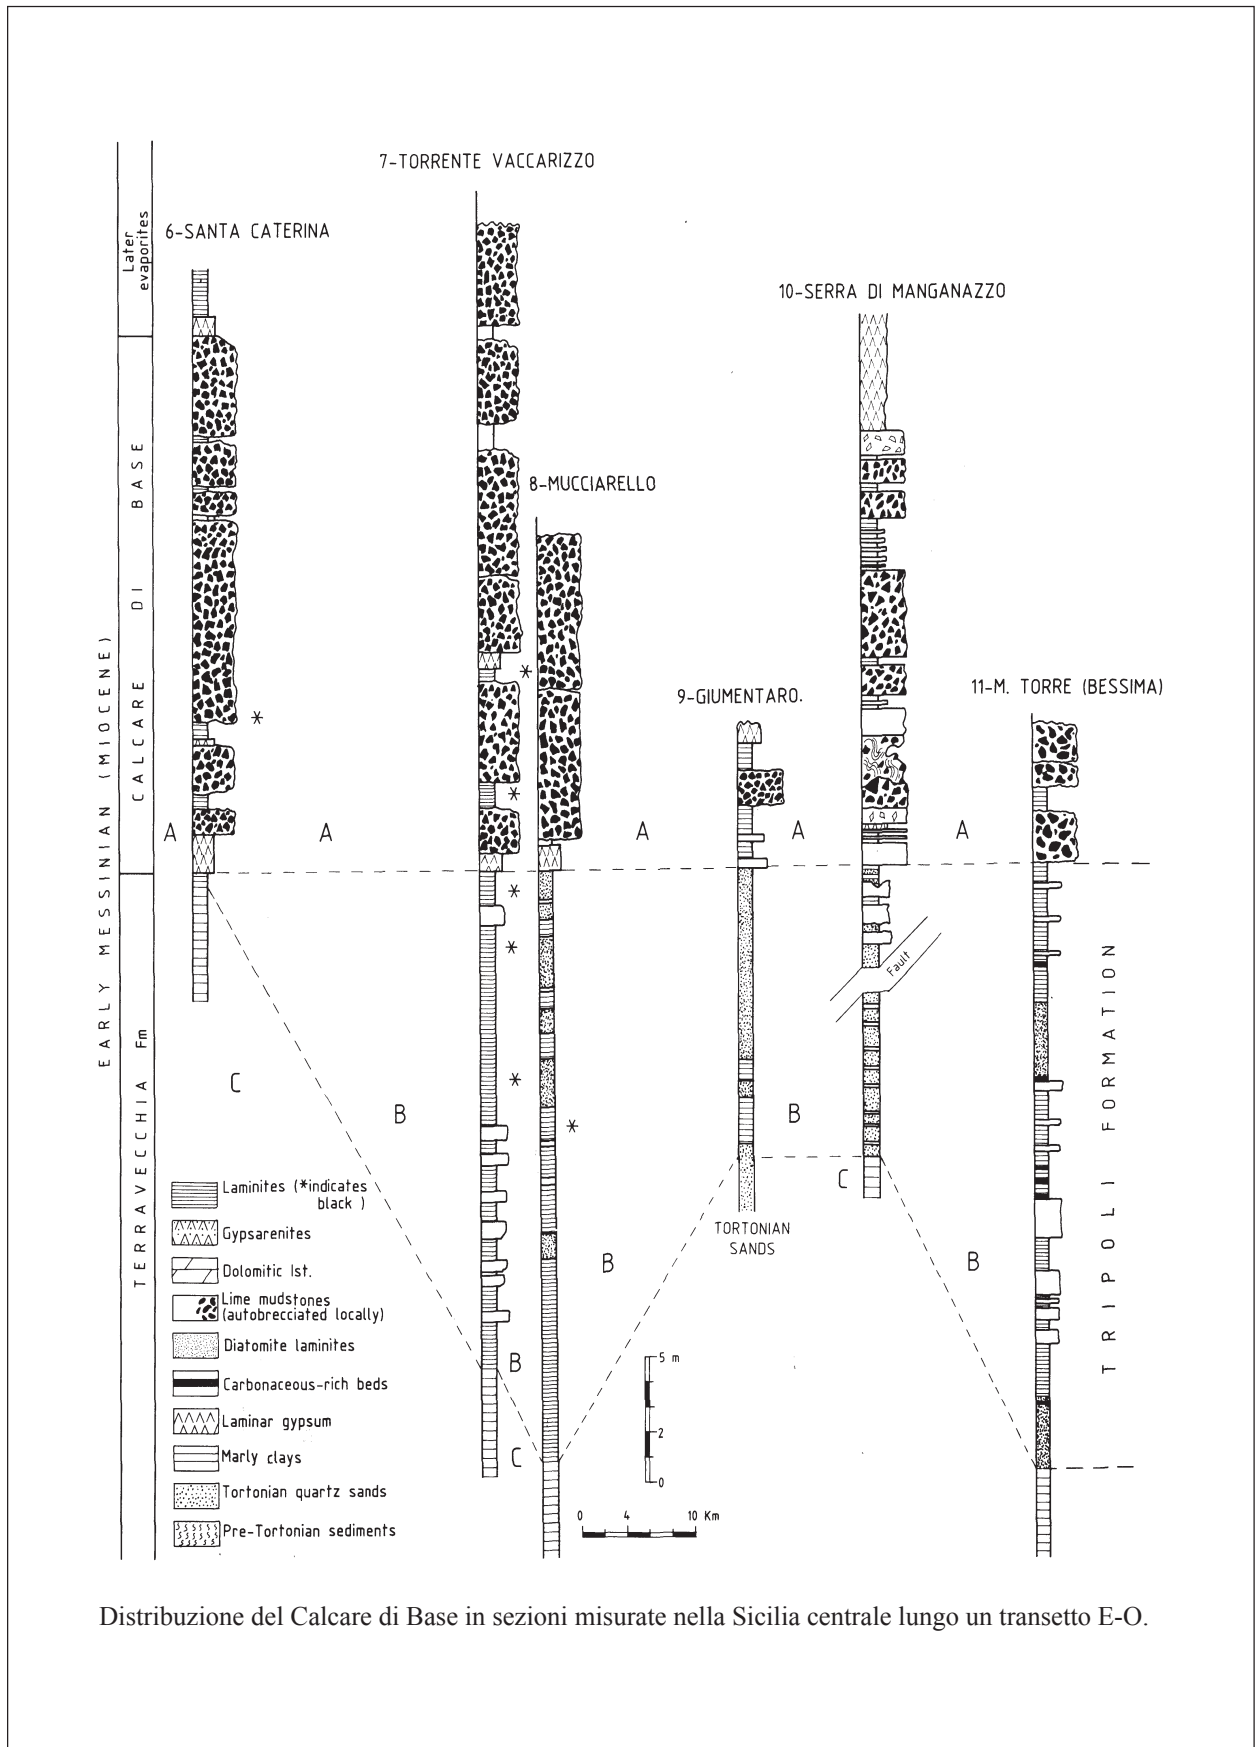 7-TORRENTE VACCARIZZO
6-SANTA CATERINA
10-SERRA DI MANGANAZZO
8-MUCCIARELLO
9-GIUMENTARO.
11-M. TORRE (BESSIMA)
Later
evaporites
CALCARE DI BASE
EARLY MESSINIAN (MIOCENE)
TERRAVECCHIA Fm
TRIPOLI FORMATION
*
*
*
A
A
A
A
A
*
*
Fault
*
*
C
B
B
C
B
B
B
C
TORTONIAN
SANDS
Laminites (*indicates
black )
Gypsarenites
Dolomitic lst.
Lime mudstones
(autobrecciated locally)
Diatomite laminites
Carbonaceous-rich beds
Laminar gypsum
Marly clays
Tortonian quartz sands
Pre-Tortonian sediments
5 m
2
0
0 4 10 Km
Distribuzione del Calcare di Base in sezioni misurate nella Sicilia centrale lungo un transetto E-O.